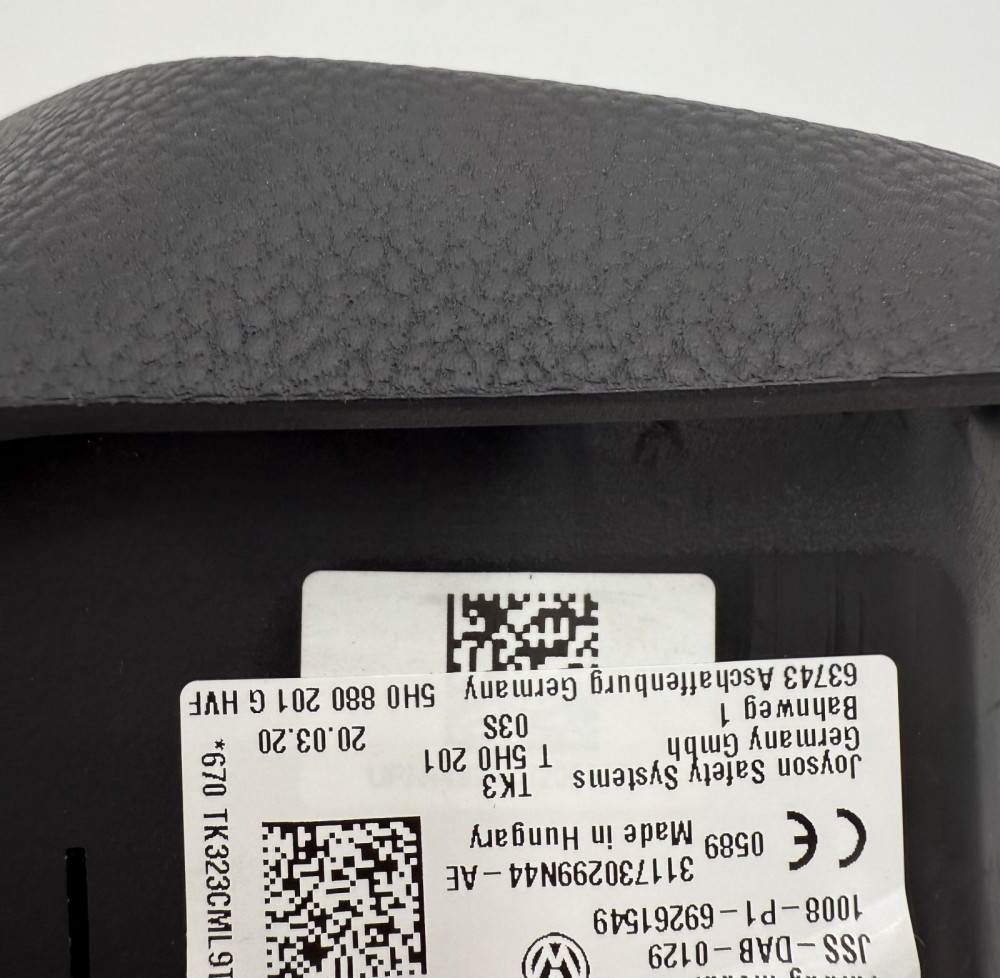 JSS-DAB-0129
1008-P1-69261549
311730299N44-AE
CE 0589 Made in Hungary
Joyson Safety Systems
Germany Gmbh
Bahnweg 1
63743 Aschaffenburg Germany
TK3
T 5H0 201
03S
20.03.20
5H0 880 201 G HVF
*670 TK323CML9T